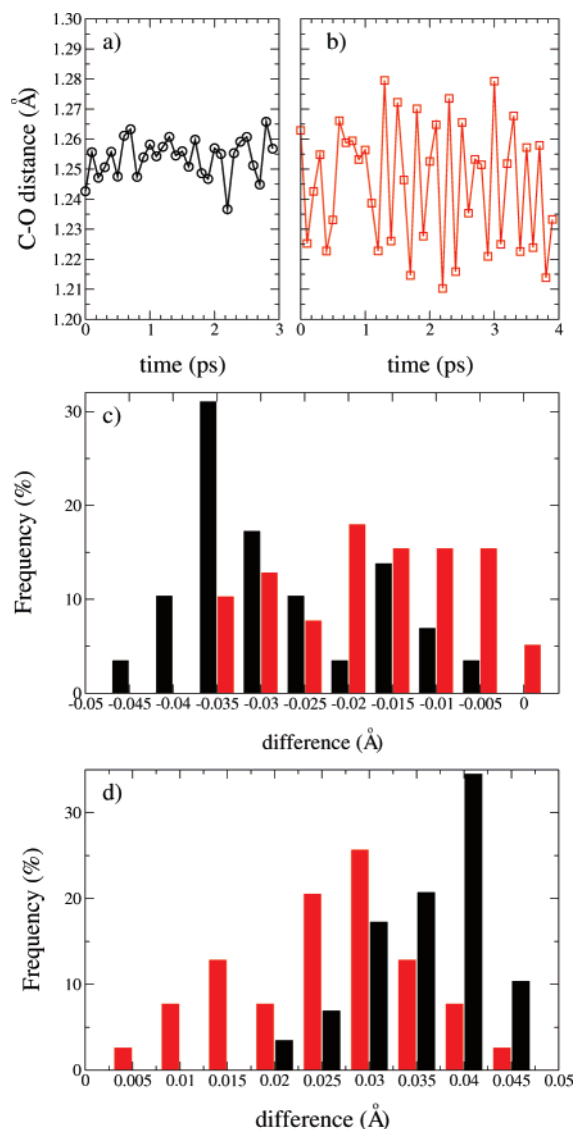 a) b)
1.30
1.29
1.28
1.27
1.26
1.25
1.24
1.23
1.22
1.21
1.20
C-O distance (Å)
0 1 2 3 0 1 2 3 4
time (ps) time (ps)
c)
30
20
10
0
Frequency (%)
-0.05 -0.045 -0.04 -0.035 -0.03 -0.025 -0.02 -0.015 -0.01 -0.005 0
difference (Å)
d)
30
20
10
0
Frequency (%)
0 0.005 0.01 0.015 0.02 0.025 0.03 0.035 0.04 0.045 0.05
difference (Å)